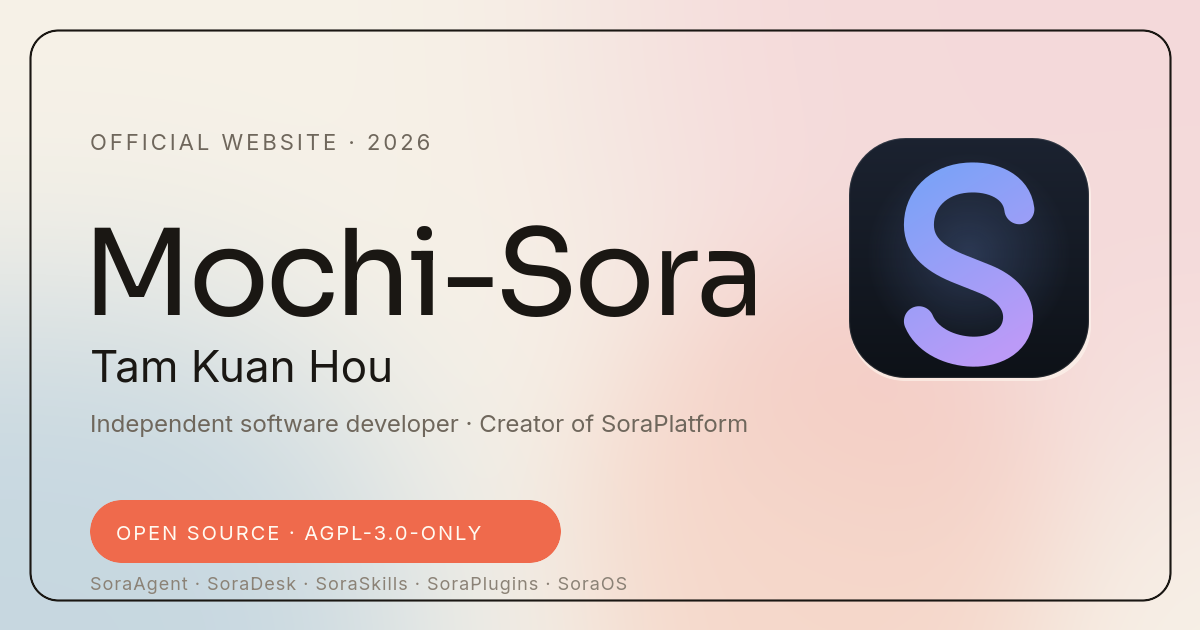 OFFICIAL WEBSITE · 2026
Mochi-Sora
Tam Kuan Hou
Independent software developer · Creator of SoraPlatform
OPEN SOURCE · AGPL-3.0-ONLY
SoraAgent · SoraDesk · SoraSkills · SoraPlugins · SoraOS
S